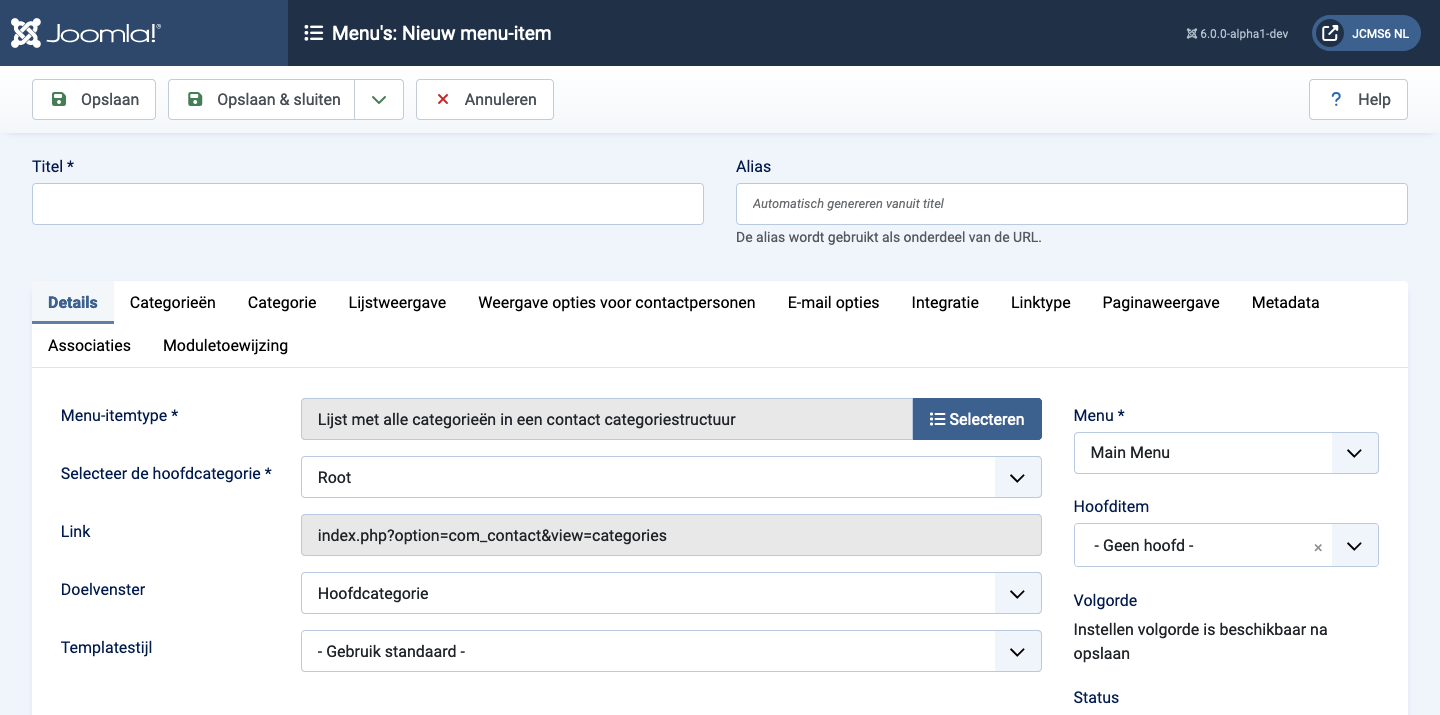 Joomla!®
Menu's: Nieuw menu-item
6.0.0-alpha1-dev
JCMS6 NL
Opslaan
Opslaan & sluiten
Annuleren
? Help
Titel *
Alias
Automatisch genereren vanuit titel
De alias wordt gebruikt als onderdeel van de URL.
Details Categorieën Categorie Lijstweergave Weergave opties voor contactpersonen E-mail opties Integratie Linktype Paginaweergave Metadata
Associaties Moduletoewijzing
Menu-itemtype *
Lijst met alle categorieën in een contact categoriestructuur
Selecteren
Selecteer de hoofdcategorie *
Root
Link
index.php?option=com_contact&view=categories
Doelvenster
Hoofdcategorie
Templatestijl
- Gebruik standaard -
Menu *
Main Menu
Hoofditem
- Geen hoofd -
Volgorde
Instellen volgorde is beschikbaar na
opslaan
Status